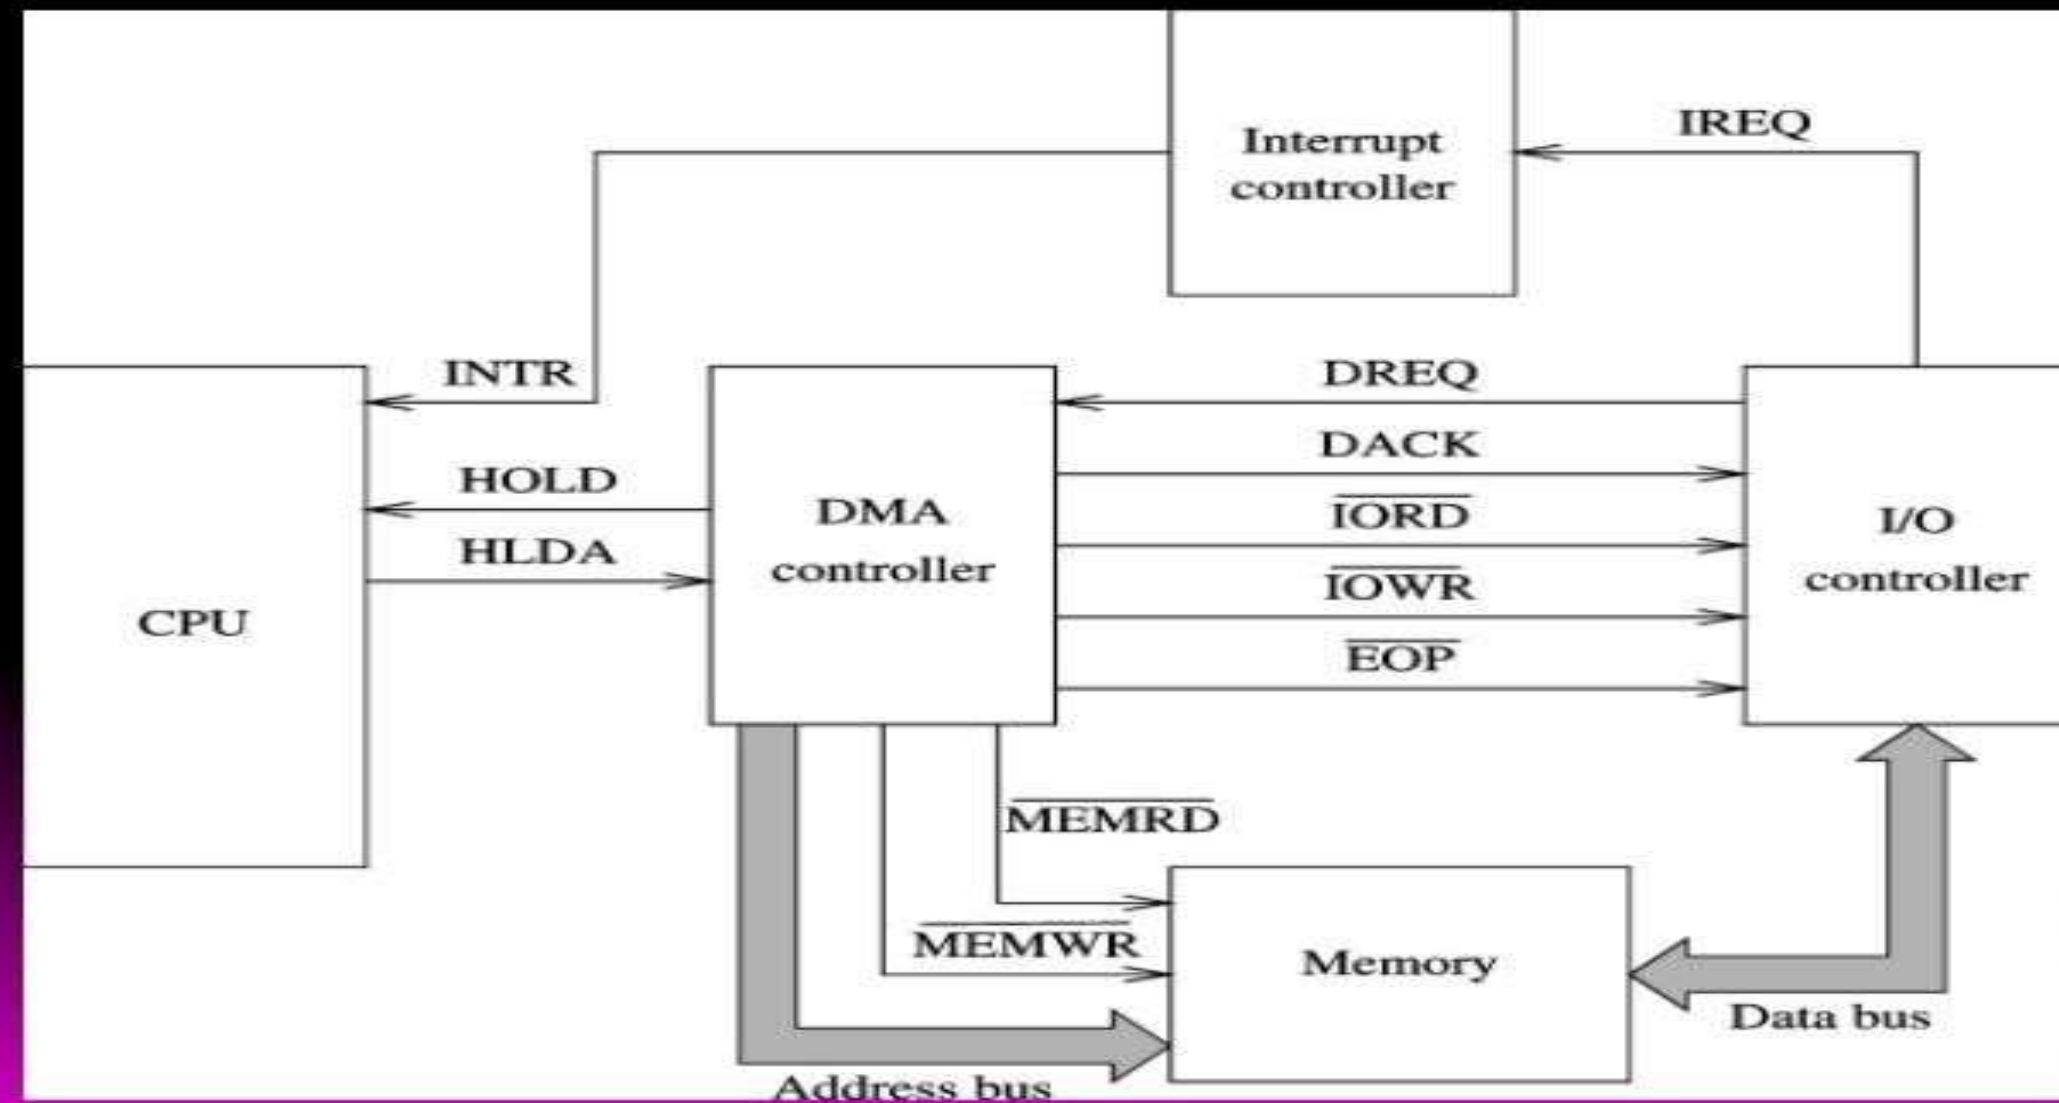 Interrupt
controller
IREQ
INTR
HOLD
HLDA
CPU
DMA
controller
DREQ
DACK
IORD
IOWR
EOP
I/O
controller
MEMRD
MEMWR
Memory
Data bus
Address bus